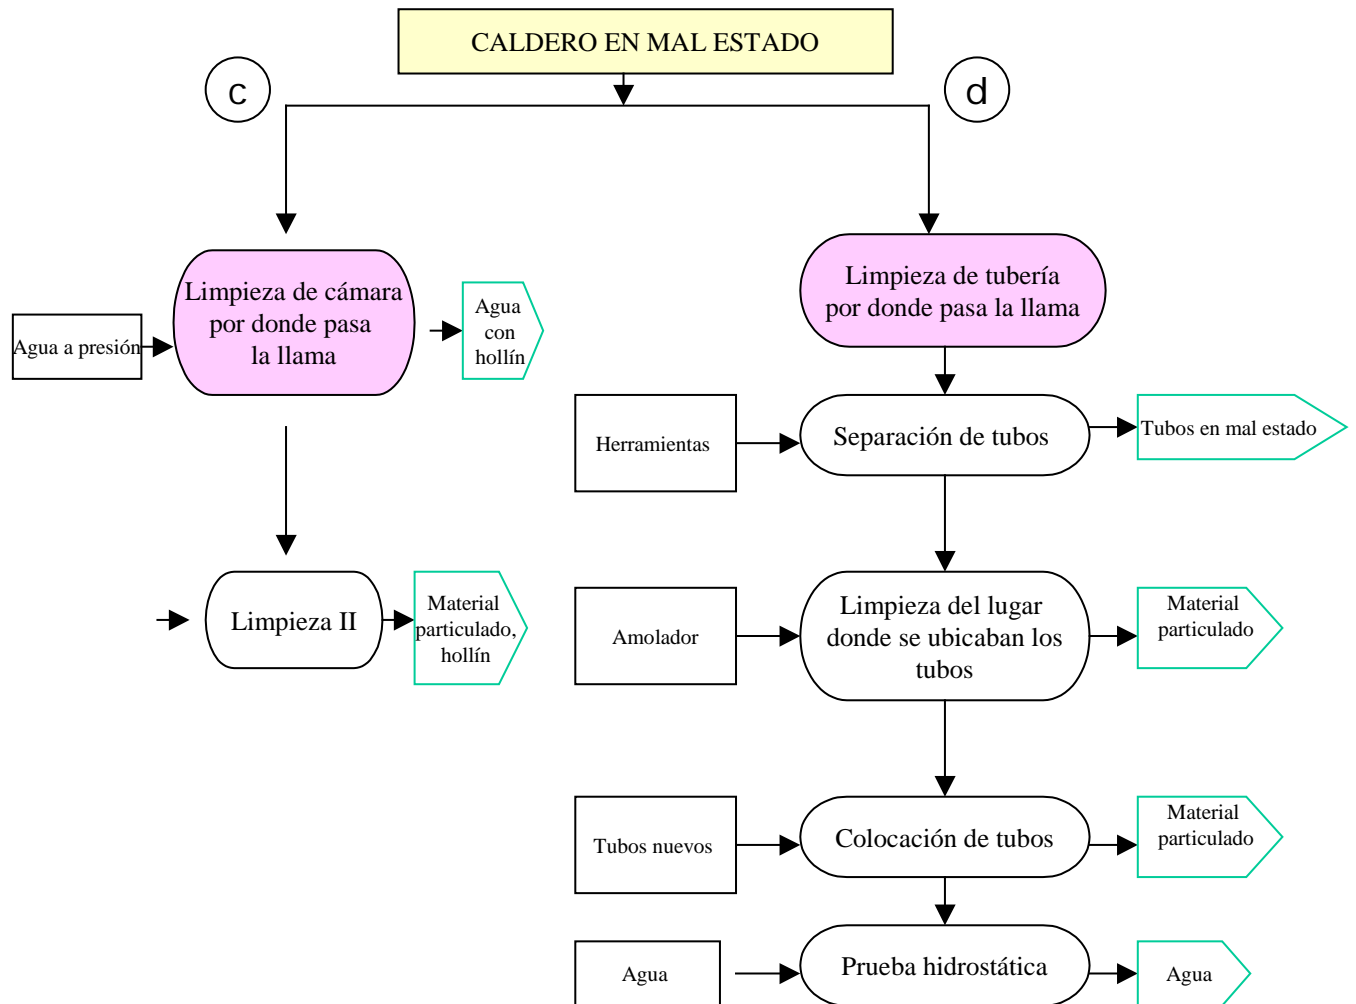 CALDERO EN MAL ESTADO
c
d
Limpieza de cámara
por donde pasa
la llama
Agua a presión
Agua
con
hollín
Limpieza de tubería
por donde pasa la llama
Herramientas
Separación de tubos
Tubos en mal estado
Limpieza II
Material
particulado,
hollín
Amolador
Limpieza del lugar
donde se ubicaban los
tubos
Material
particulado
Tubos nuevos
Colocación de tubos
Material
particulado
Agua
Prueba hidrostática
Agua